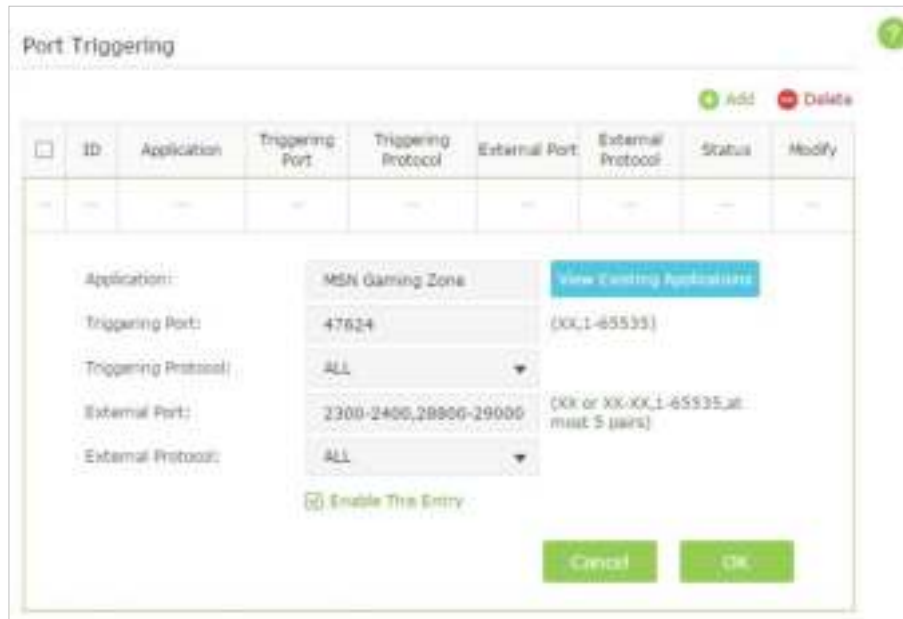 Port Triggering
?
Add Delete
ID Application Triggering Port Triggering Protocol External Port External Protocol Status Modify
-- -- -- -- -- -- -- -- --
Application: MSN Gaming Zone View Existing Applications
Triggering Port: 47624 (XX,1-65535)
Triggering Protocol: ALL
External Port: 2300-2400,28800-29000 (XX or XX-XX,1-65535,at most 5 pairs)
External Protocol: ALL
Enable This Entry
Cancel OK